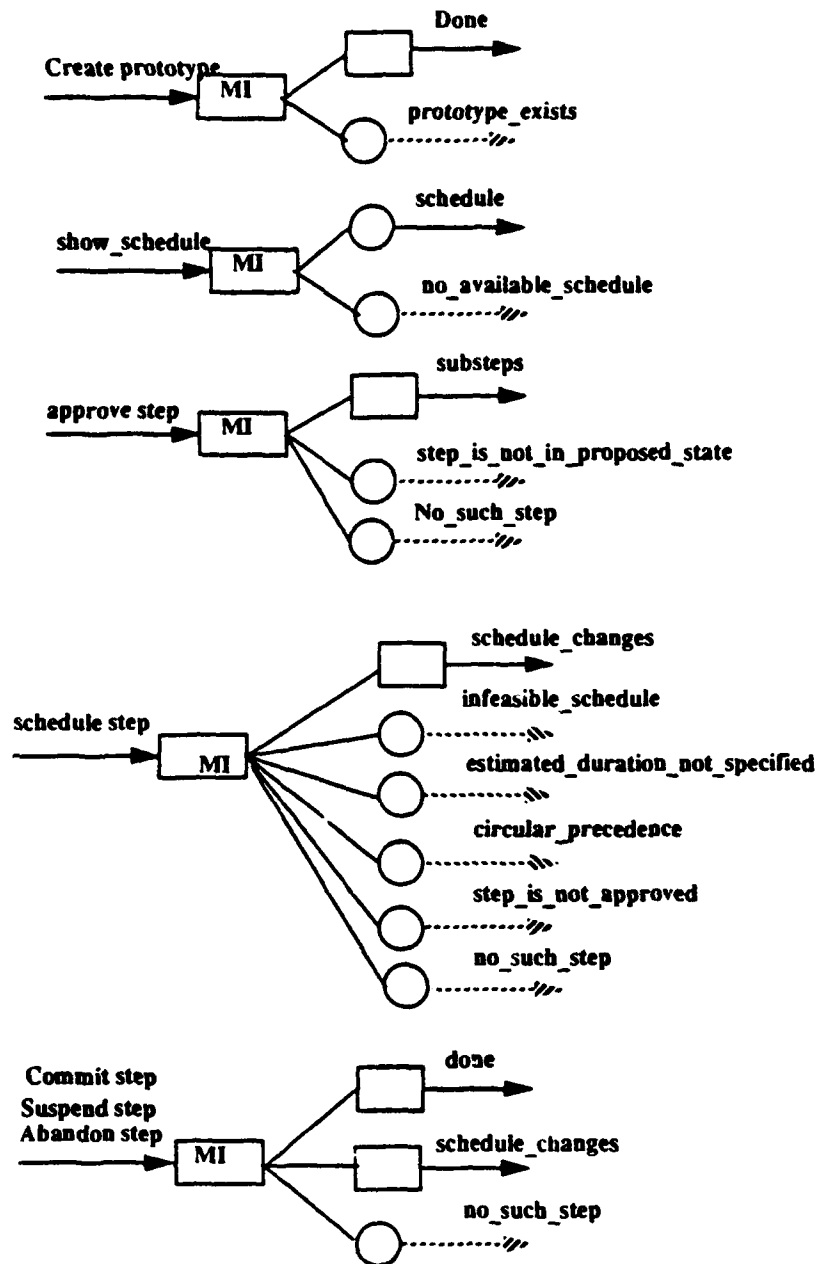 Done
Create prototype
MI
prototype_exists
schedule
show_schedule
MI
no_available_schedule
substeps
approve step
MI
step_is_not_in_proposed_state
No_such_step
schedule_changes
infeasible_schedule
schedule step
MI
estimated_duration_not_specified
circular_precedence
step_is_not_approved
no_such_step
done
Commit step
Suspend step
Abandon step
MI
schedule_changes
no_such_step